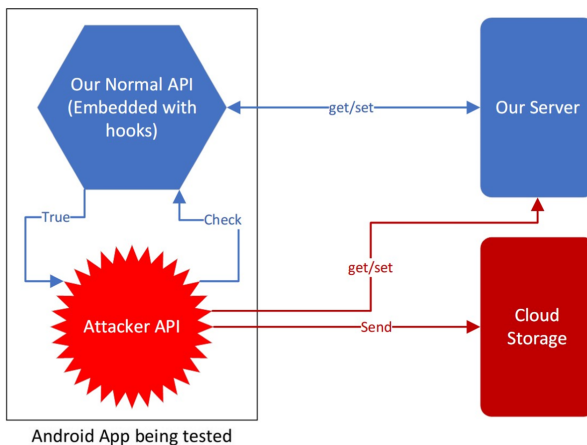 Our Normal API
(Embedded with
hooks)
get/set
Our Server
True
Check
get/set
Attacker API
Send
Cloud
Storage
Android App being tested